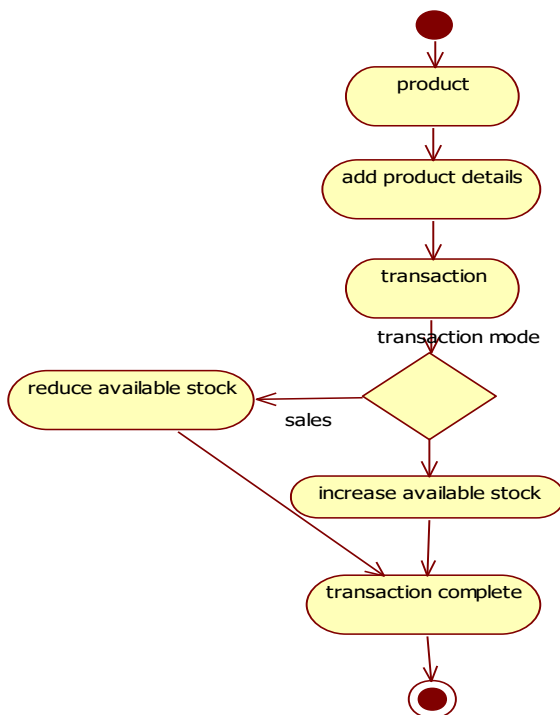 product
add product details
transaction
transaction mode
reduce available stock
sales
increase available stock
transaction complete